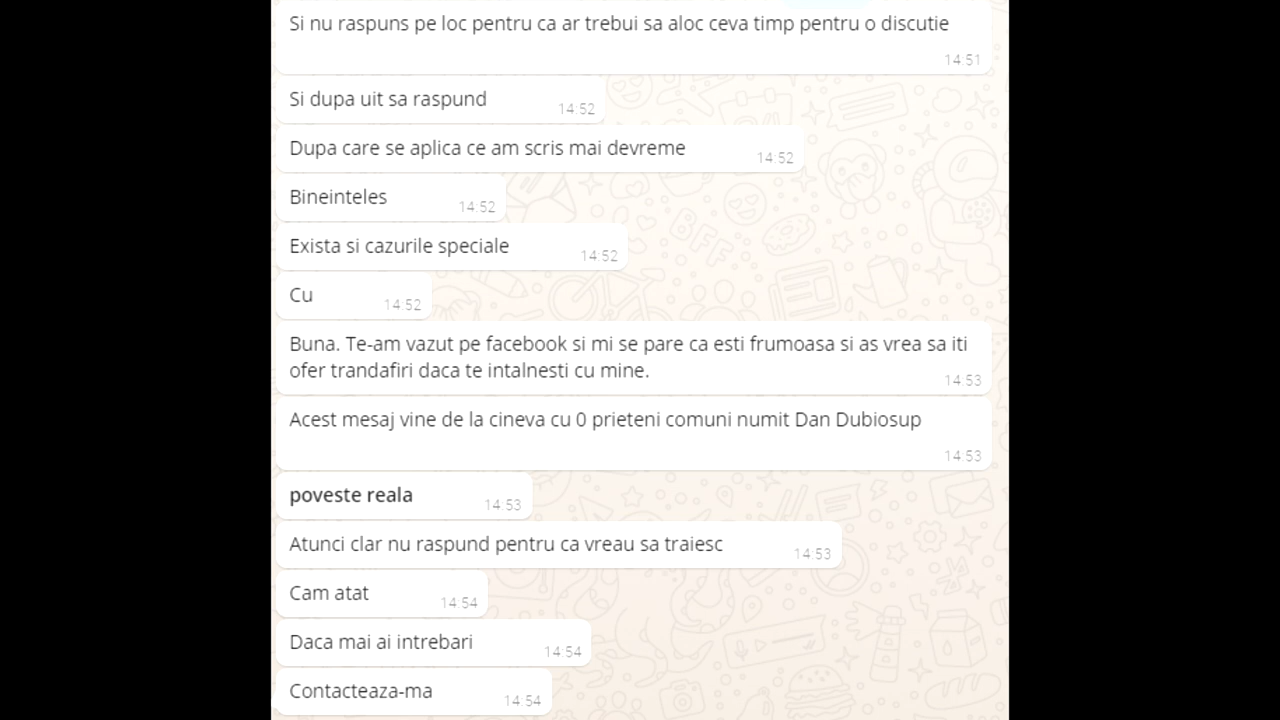 Si nu raspuns pe loc pentru ca ar trebui sa aloc ceva timp pentru o discutie
14:51
Si dupa uit sa raspund 14:52
Dupa care se aplica ce am scris mai devreme 14:52
Bineinteles 14:52
Exista si cazurile speciale 14:52
Cu 14:52
Buna. Te-am vazut pe facebook si mi se pare ca esti frumoasa si as vrea sa iti
ofer trandafiri daca te intalnesti cu mine. 14:53
Acest mesaj vine de la cineva cu 0 prieteni comuni numit Dan Dubiosup
14:53
poveste reala 14:53
Atunci clar nu raspund pentru ca vreau sa traiesc 14:53
Cam atat 14:54
Daca mai ai intrebari 14:54
Contacteaza-ma 14:54